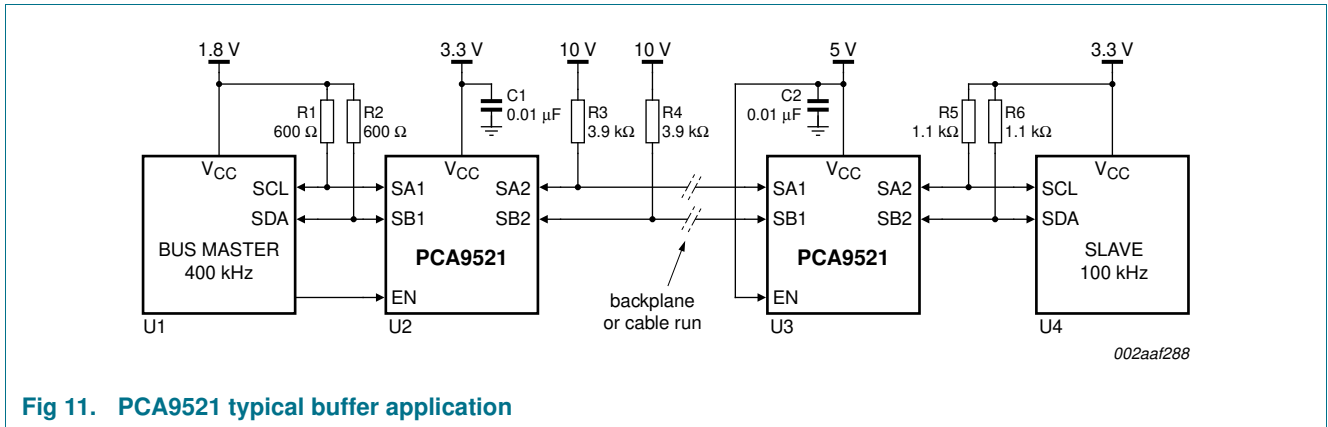 1.8 V
3.3 V
10 V
10 V
5 V
3.3 V
R1
600 Ω
R2
600 Ω
C1
0.01 μF
R3
3.9 kΩ
R4
3.9 kΩ
C2
0.01 μF
R5
1.1 kΩ
R6
1.1 kΩ
VCC
SCL
SDA
BUS MASTER
400 kHz
U1
VCC
SA1
SA2
SB1
SB2
PCA9521
EN
U2
backplane
or cable run
VCC
SA1
SA2
SB1
SB2
PCA9521
EN
U3
VCC
SCL
SDA
SLAVE
100 kHz
U4
002aaf288
Fig 11. PCA9521 typical buffer application